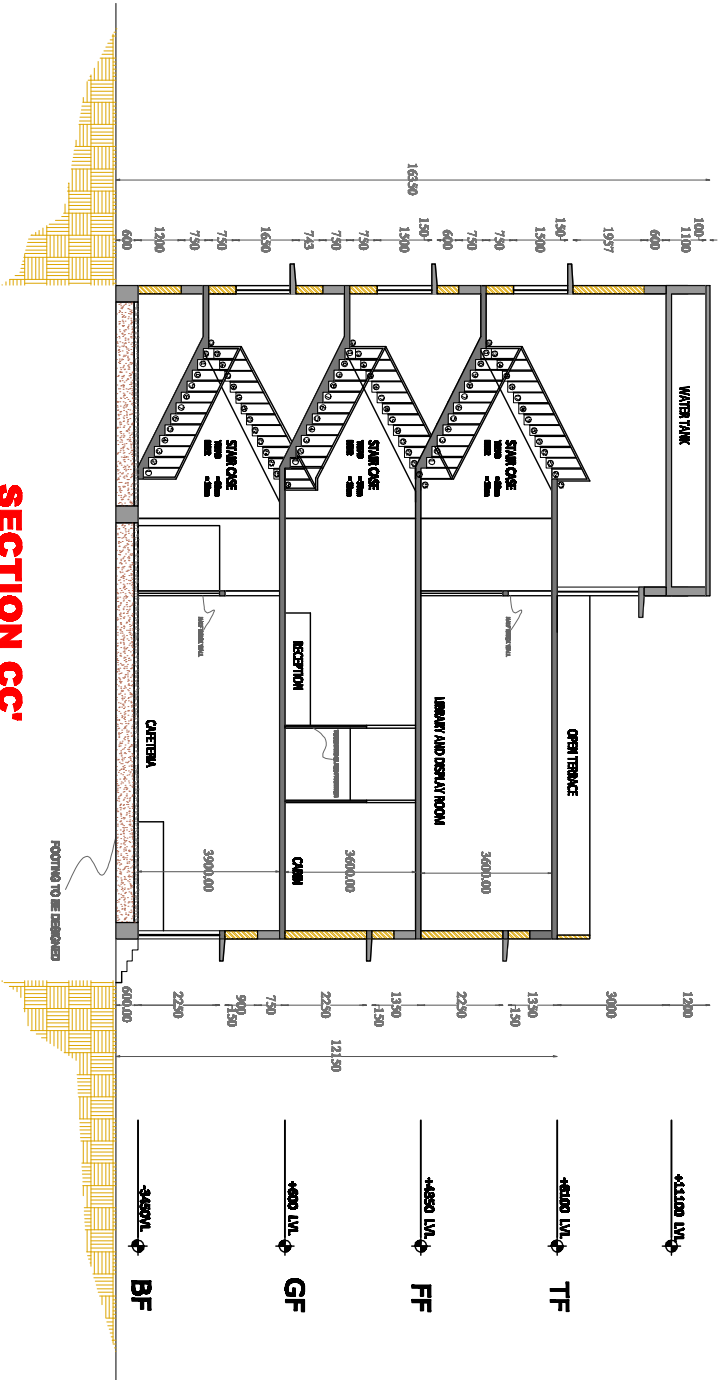 16350
100
1100
600
1957
150
1500
750
750
600
150
1500
750
750
743
1650
750
750
1200
600
WATER TANK
OPEN TERRACE
STAIR CASE
LIBRARY AND DISPLAY ROOM
3600.00
STAIR CASE
RECEPTION
CABIN
3600.00
STAIR CASE
CAFETERIA
3900.00
FOOTING TO BE DESIGNED
1200
3000
1350
150
2250
1350
150
2250
750
900
150
2250
600.00
12150
+11100 LVL
+8100 LVL
TF
+4850 LVL
FF
+600 LVL
GF
BF
SECTION CC'